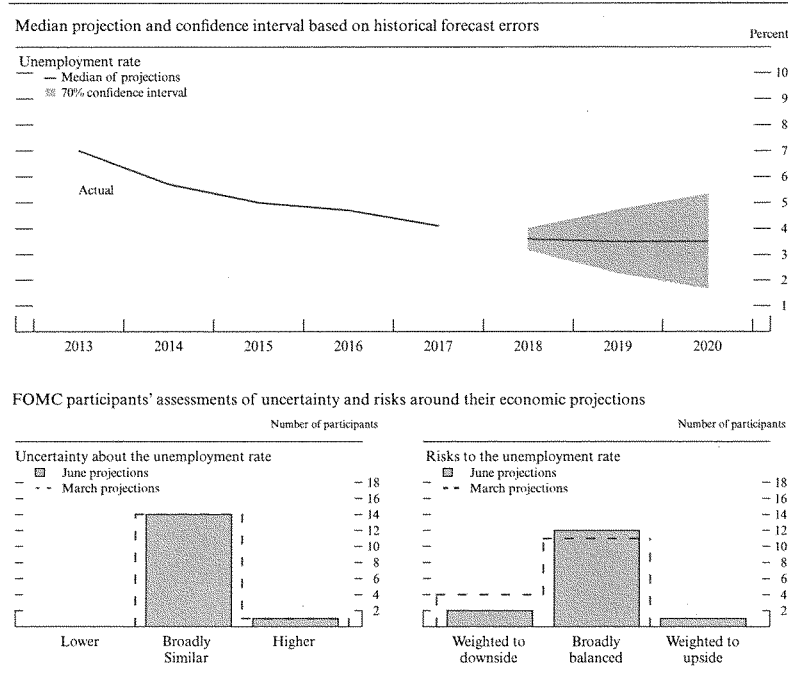 Median projection and confidence interval based on historical forecast errors
Percent
Unemployment rate
Median of projections
70% confidence interval
10
9
8
7
6
5
4
3
2
1
Actual
2013 2014 2015 2016 2017 2018 2019 2020
FOMC participants' assessments of uncertainty and risks around their economic projections
Number of participants
Uncertainty about the unemployment rate
June projections
March projections
18
16
14
12
10
8
6
4
2
Lower Broadly Similar Higher
Number of participants
Risks to the unemployment rate
June projections
March projections
18
16
14
12
10
8
6
4
2
Weighted to downside Broadly balanced Weighted to upside